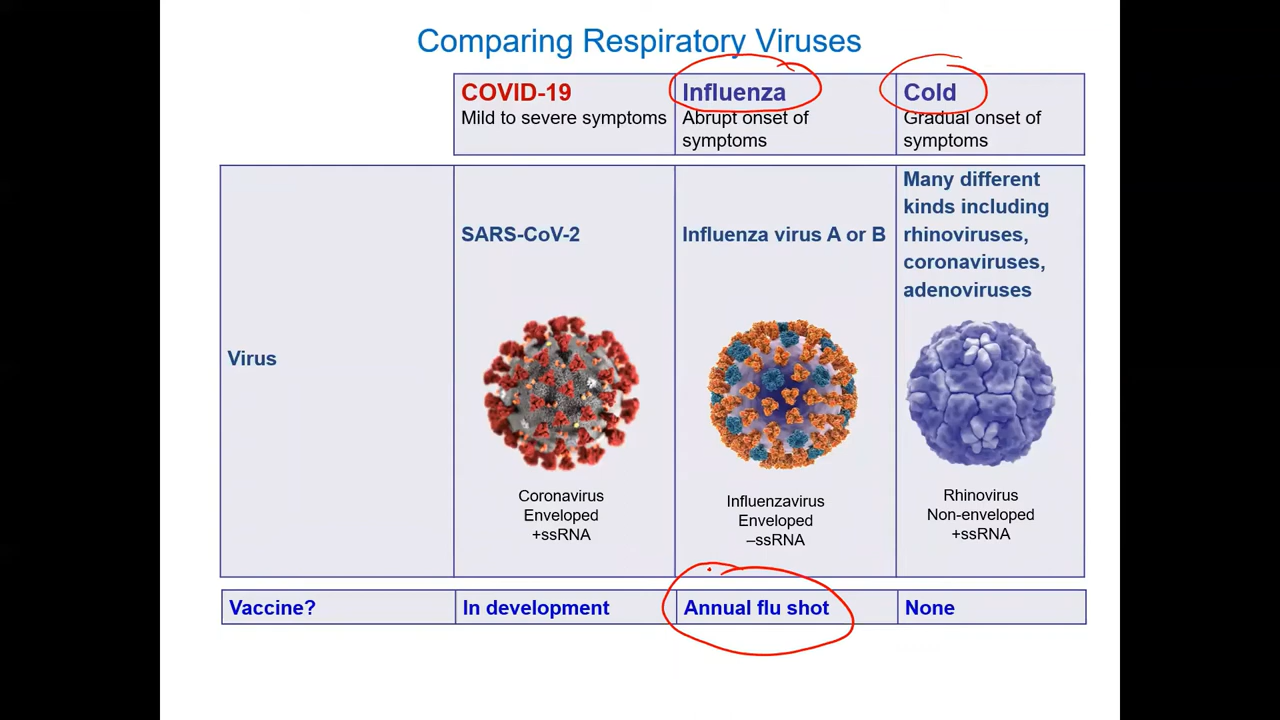 Comparing Respiratory Viruses
COVID-19
Mild to severe symptoms
Influenza
Abrupt onset of
symptoms
Cold
Gradual onset of
symptoms
Virus
SARS-CoV-2
Coronavirus
Enveloped
+ssRNA
Influenza virus A or B
Influenzavirus
Enveloped
–ssRNA
Many different
kinds including
rhinoviruses,
coronaviruses,
adenoviruses
Rhinovirus
Non-enveloped
+ssRNA
Vaccine?
In development
Annual flu shot
None